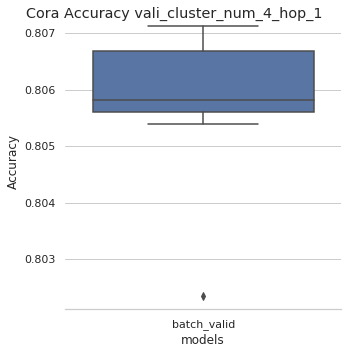 Cora Accuracy vali_cluster_num_4_hop_1
0.807
0.806
0.805
0.804
0.803
Accuracy
batch_valid
models